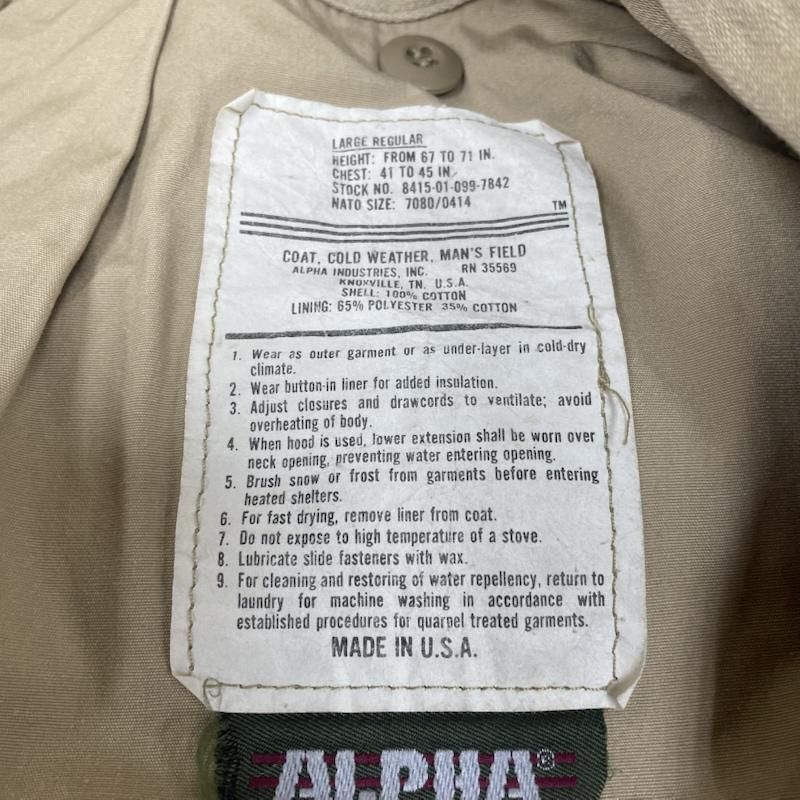 LARGE REGULAR
HEIGHT: FROM 67 TO 71 IN.
CHEST: 41 TO 45 IN.
STOCK NO. 8415-01-099-7842
NATO SIZE: 7080/0414
TM
COAT, COLD WEATHER, MAN'S FIELD
ALPHA INDUSTRIES, INC. RN 35569
KNOXVILLE, TN. U.S.A.
SHELL: 100% COTTON
LINING: 65% POLYESTER 35% COTTON
1. Wear as outer garment or as under-layer in cold-dry
climate.
2. Wear button-in liner for added insulation.
3. Adjust closures and drawcords to ventilate; avoid
overheating of body.
4. When hood is used, lower extension shall be worn over
neck opening, preventing water entering opening.
5. Brush snow or frost from garments before entering
heated shelters.
6. For fast drying, remove liner from coat.
7. Do not expose to high temperature of a stove.
8. Lubricate slide fasteners with wax.
9. For cleaning and restoring of water repellency, return to
laundry for machine washing in accordance with
established procedures for quarpel treated garments.
MADE IN U.S.A.
ALPHA®